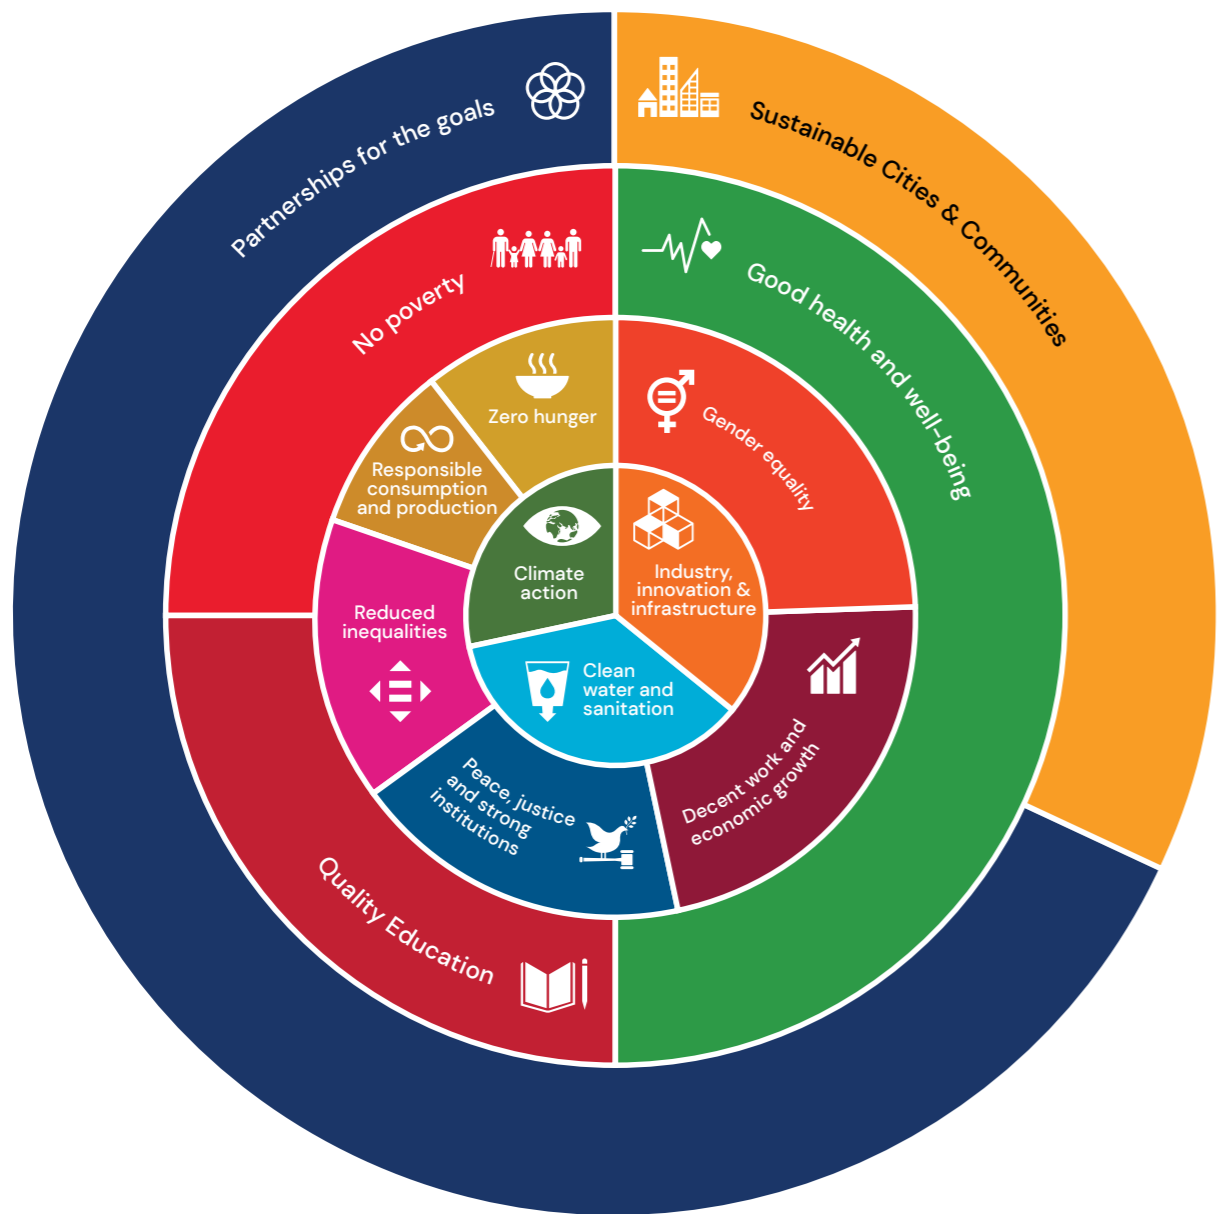 Partnerships for the goals
Sustainable Cities & Communities
No poverty
Good health and well-being
Zero hunger
Gender equality
Responsible
consumption
and production
Climate
action
Industry,
innovation &
infrastructure
Reduced
inequalities
Clean
water and
sanitation
Decent work and
economic growth
Peace, justice
and strong
institutions
Quality Education